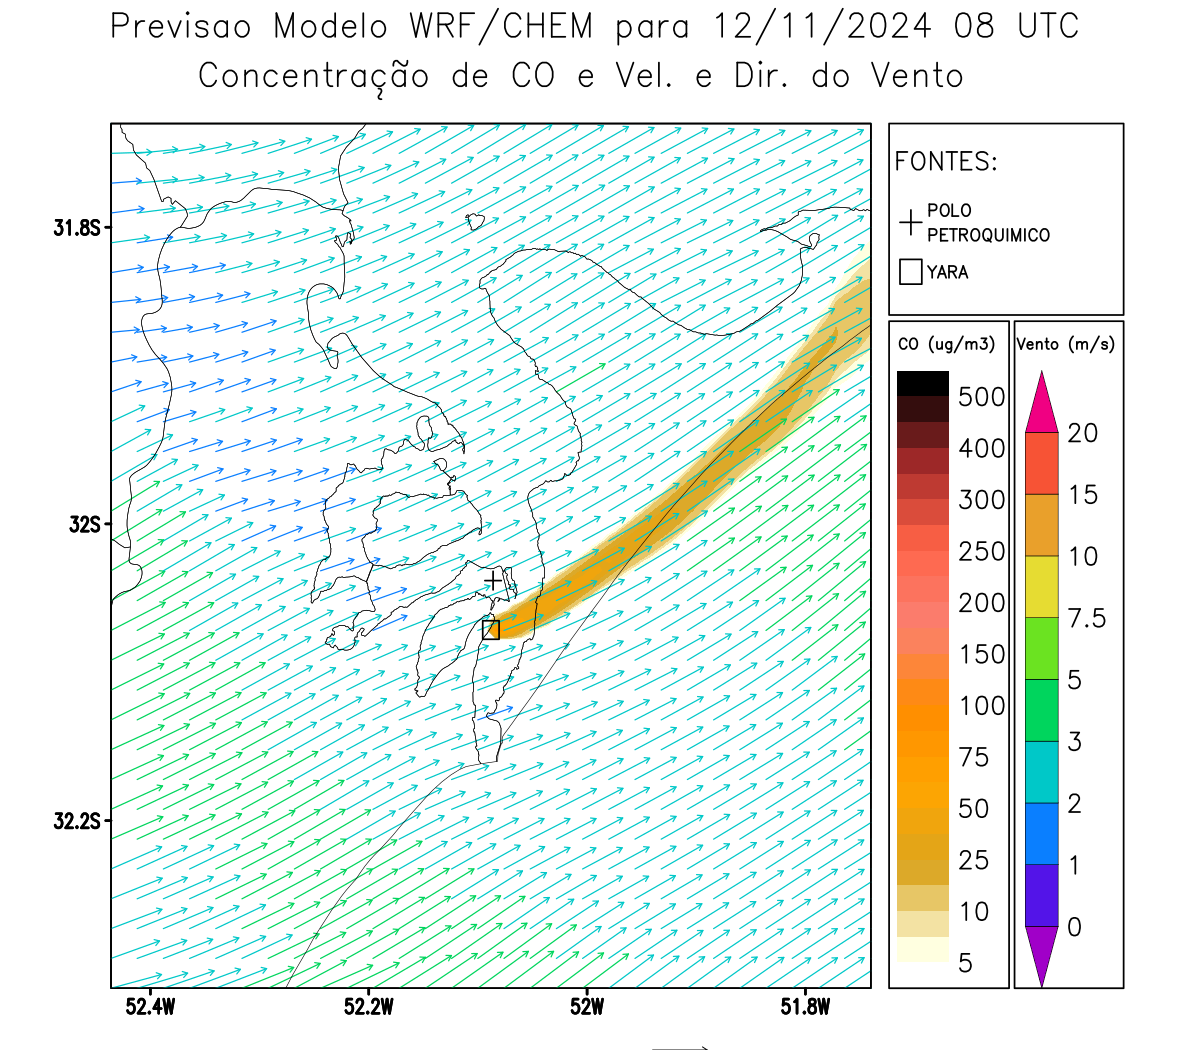 Previsao Modelo WRF/CHEM para 12/11/2024 08 UTC
Concentração de CO e Vel. e Dir. do Vento
FONTES:
POLO
PETROQUIMICO
YARA
CO (ug/m3)
500
400
300
250
200
150
100
75
50
25
10
5
Vento (m/s)
20
15
10
7.5
5
3
2
1
0
31.8S
32S
32.2S
52.4W
52.2W
52W
51.8W